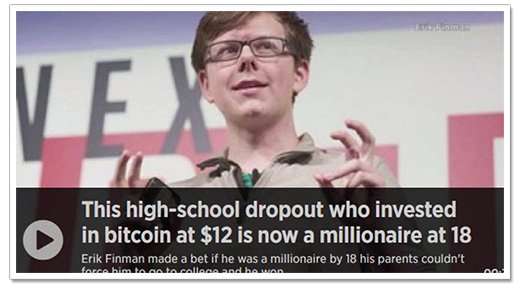 Erik Finman
VEX
This high-school dropout who invested
in bitcoin at $12 is now a millionaire at 18
Erik Finman made a bet if he was a millionaire by 18 his parents couldn't
force him to go to college and he won